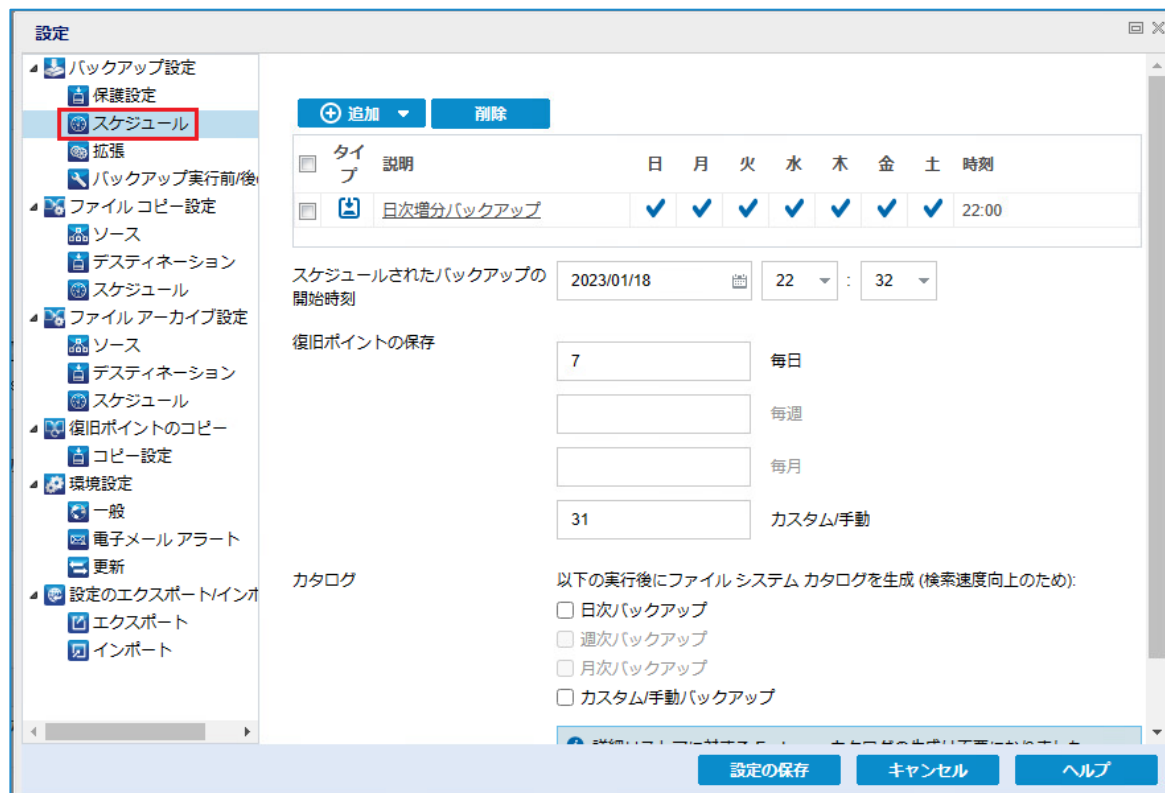 設定
バックアップ設定
保護設定
スケジュール
拡張
バックアップ実行前/後
ファイル コピー設定
ソース
デスティネーション
スケジュール
ファイル アーカイブ設定
ソース
デスティネーション
スケジュール
復旧ポイントのコピー
コピー設定
環境設定
一般
電子メール アラート
更新
設定のエクスポート/インポ
エクスポート
インポート
追加 削除
タイプ 説明 日 月 火 水 木 金 土 時刻
日次増分バックアップ 22:00
スケジュールされたバックアップの
開始時刻
2023/01/18 22 : 32
復旧ポイントの保存
7 毎日
毎週
毎月
31 カスタム/手動
カタログ
以下の実行後にファイル システム カタログを生成 (検索速度向上のため):
日次バックアップ
週次バックアップ
月次バックアップ
カスタム/手動バックアップ
設定の保存 キャンセル ヘルプ